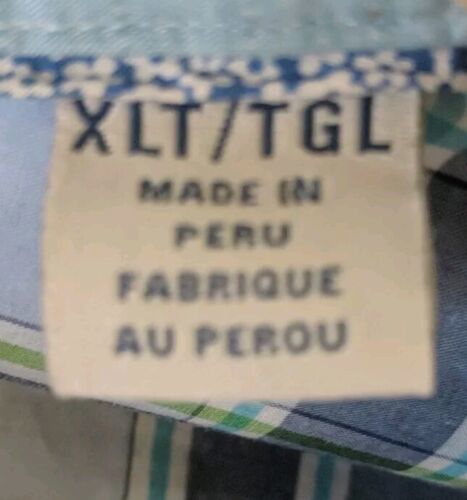 XLT/TGL
MADE IN
PERU
FABRIQUE
AU PEROU